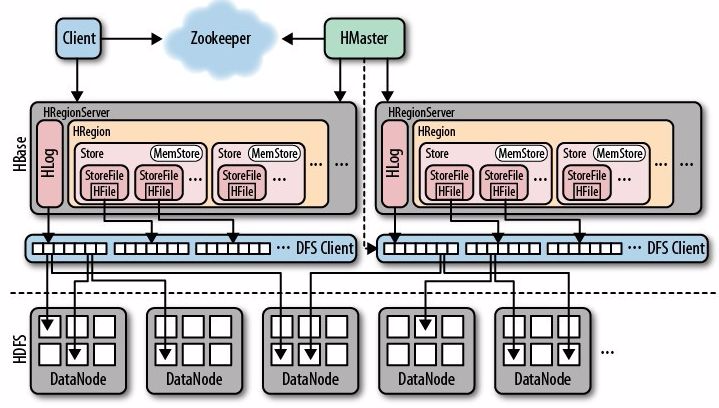 Client
Zookeeper
HMaster
HBase
HRegionServer
HLog
HRegion
Store
MemStore
StoreFile
HFile
StoreFile
HFile
...
Store
MemStore
StoreFile
HFile
...
...
...
HRegionServer
HLog
HRegion
Store
MemStore
StoreFile
HFile
StoreFile
HFile
...
Store
MemStore
StoreFile
HFile
...
...
...
... DFS Client
... DFS Client
HDFS
DataNode
DataNode
DataNode
DataNode
DataNode
...